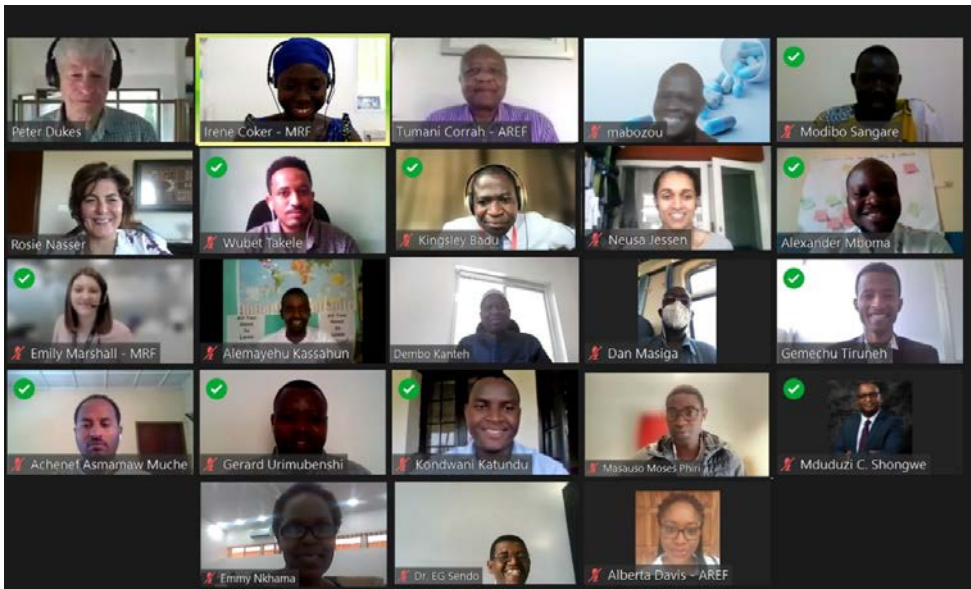 Peter Dukes
Irene Coker - MRF
Tumani Corrah - AREF
mabozou
Modibo Sangare
Rosie Nasser
Wubet Takele
Kingsley Badu
Neusa Jessen
Alexander Mboma
Emily Marshall - MRF
Alemayehu Kassahun
Dembo Kanteh
Dan Masiga
Gemechu Tiruneh
Achenef Asmamaw Muche
Gerard Urimubenshi
Kondwani Katundu
Masauso Moses Phiri
Mduduzi C. Shongwe
Emmy Nkhama
Dr. EG Sendo
Alberta Davis - AREF